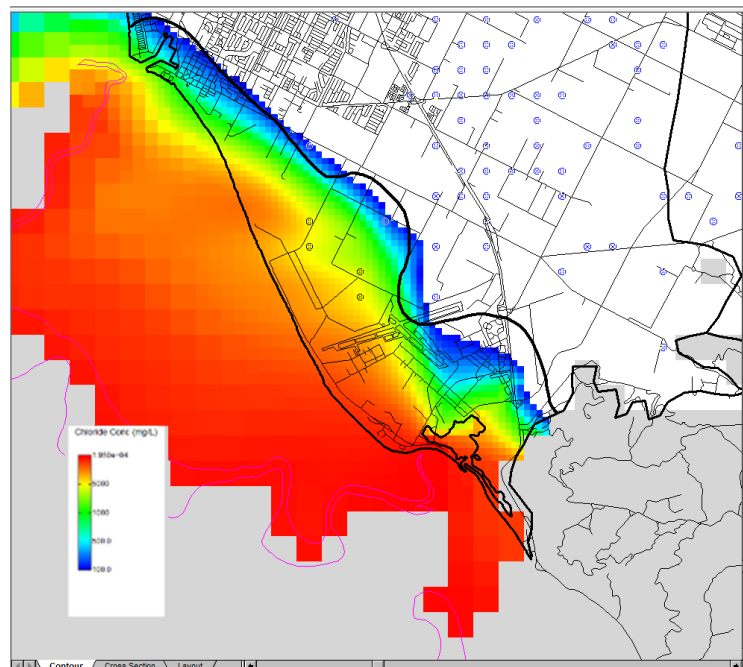 Chloride Conc (mg/L)
1.950e+04
5000
1000
500.0
100.0
Contour
Cross Section
Layout